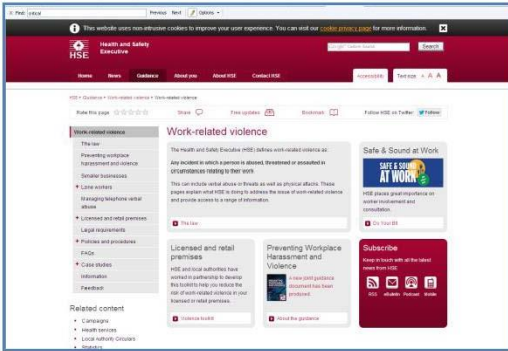 Find: critical Previous Next Options
This website uses non-intrusive cookies to improve your user experience. You can visit our cookie privacy page for more information.
HSE
Health and Safety
Executive
Search
Home News Guidance About you About HSE Contact HSE
Accessibility Text size A A A
HSE Guidance Work-related violence Work-related violence
Rate this page Share Free updates Bookmark Follow HSE on Twitter: Follow
Work-related violence
The law
Preventing workplace
harassment and violence
Smaller businesses
Lone workers
Managing telephone verbal
abuse
Licensed and retail premises
Legal requirements
Policies and procedures
FAQs
Case studies
Information
Feedback
Related content
Campaigns
Health services
Local Authority Circulars
Statistics
Work-related violence
The Health and Safety Executive (HSE) defines work-related violence as:
Any incident in which a person is abused, threatened or assaulted in
circumstances relating to their work
This can include verbal abuse or threats as well as physical attacks. These
pages explain what HSE is doing to address the issue of work-related violence
and provide access to a range of information.
The law
Safe & Sound at Work
SAFE & SOUND
AT WORK
HSE places great importance on
worker involvement and
consultation.
Do Your Bit
Licensed and retail
premises
HSE and local authorities have
worked in partnership to develop
this toolkit to help you reduce the
risk of work-related violence in your
licensed or retail premises.
Violence toolkit
Preventing Workplace
Harassment and
Violence
A new joint guidance
document has been
produced.
About the guidance
Subscribe
Keep in touch with all the latest
news from HSE
RSS eBulletin Podcast Mobile